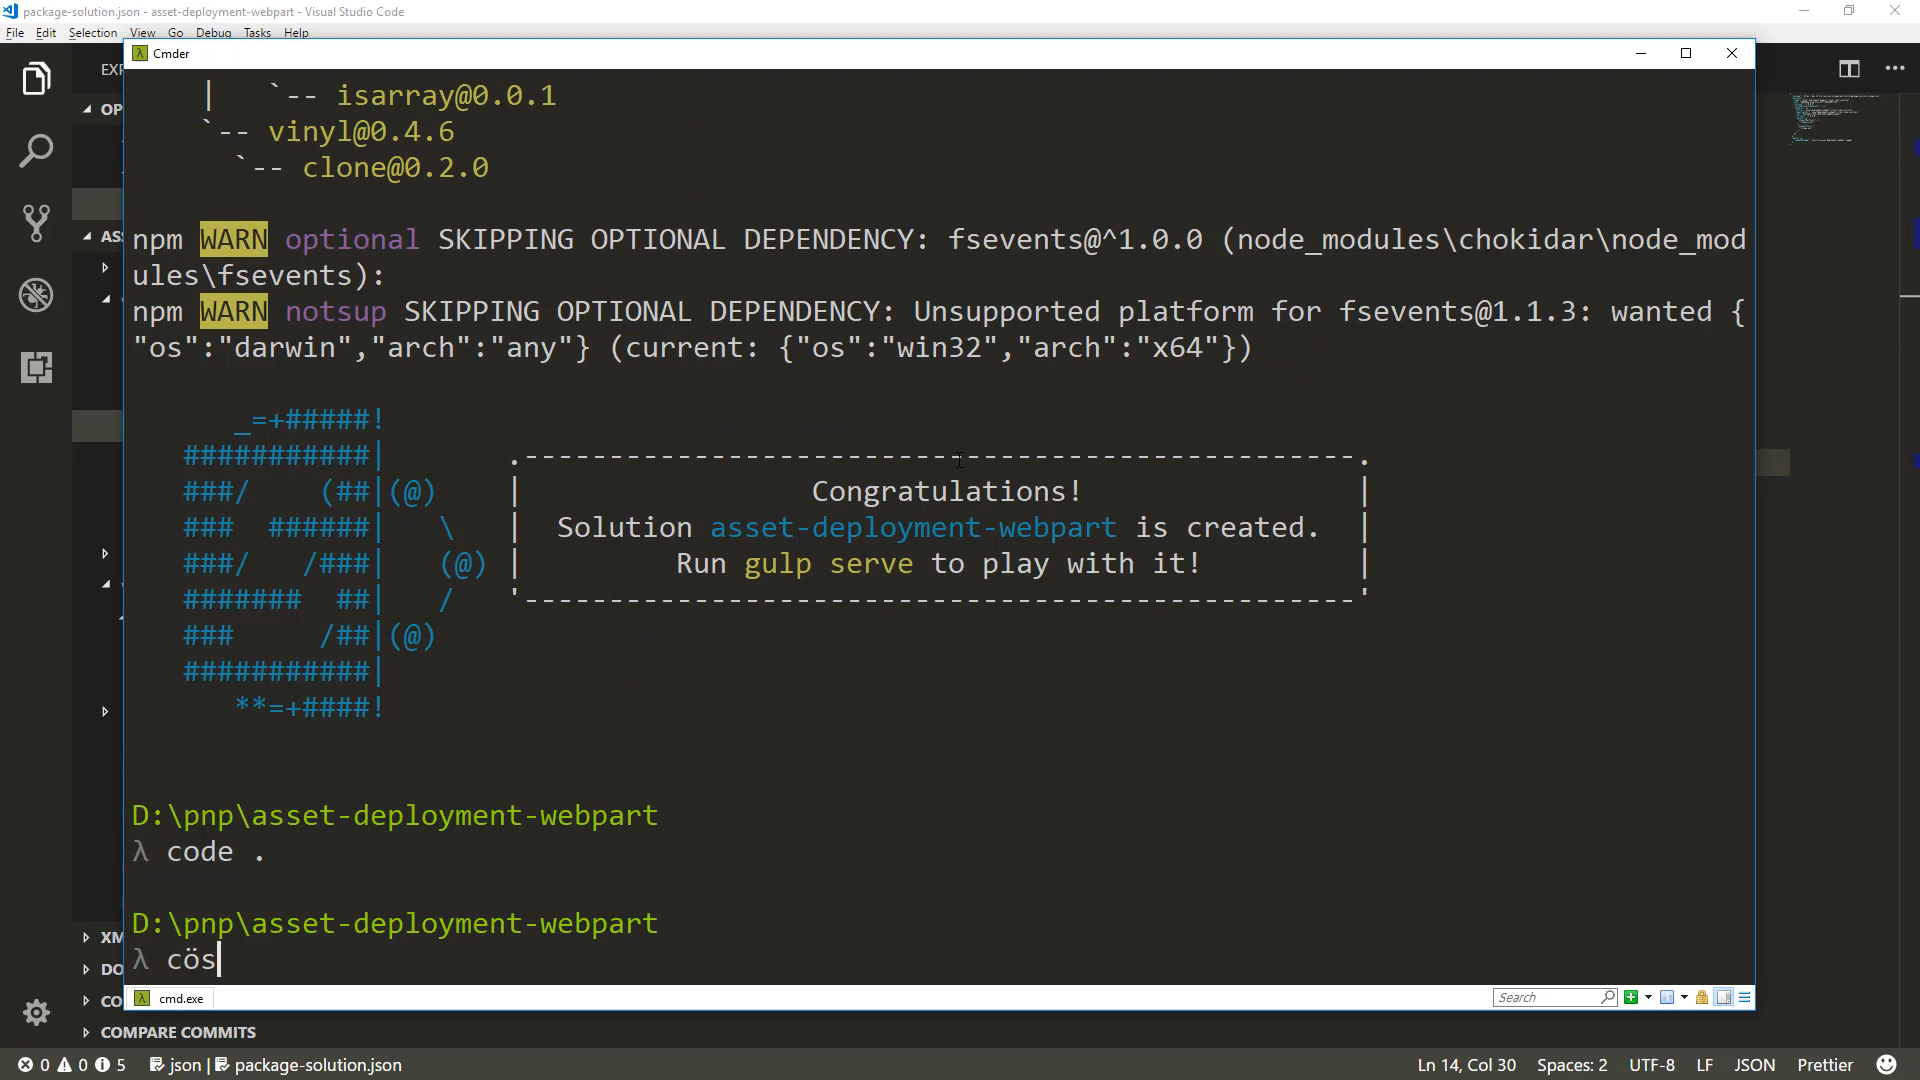 package-solution.json - asset-deployment-webpart - Visual Studio Code
File Edit Selection View Go Debug Tasks Help
Cmder
EXP
OP
ASS
|   `-- isarray@0.0.1
`-- vinyl@0.4.6
`-- clone@0.2.0
npm WARN optional SKIPPING OPTIONAL DEPENDENCY: fsevents@^1.0.0 (node_modules\chokidar\node_mod
ules\fsevents):
npm WARN notsup SKIPPING OPTIONAL DEPENDENCY: Unsupported platform for fsevents@1.1.3: wanted {
"os":"darwin","arch":"any"} (current: {"os":"win32","arch":"x64"})
_=+#####!
###########|      .-------------------------------------------------.
###/    (##|(@)    |                 Congratulations!                |
###  ######|   \   |  Solution asset-deployment-webpart is created.  |
###/   /###|   (@) |         Run gulp serve to play with it!         |
#######  ##|   /   '-------------------------------------------------'
###     /##|(@)
###########|
**=+####!
D:\pnp\asset-deployment-webpart
λ code .
D:\pnp\asset-deployment-webpart
λ cös
cmd.exe
Search
XM
DO
CO
COMPARE COMMITS
0 0 5 json | package-solution.json Ln 14, Col 30 Spaces: 2 UTF-8 LF JSON Prettier